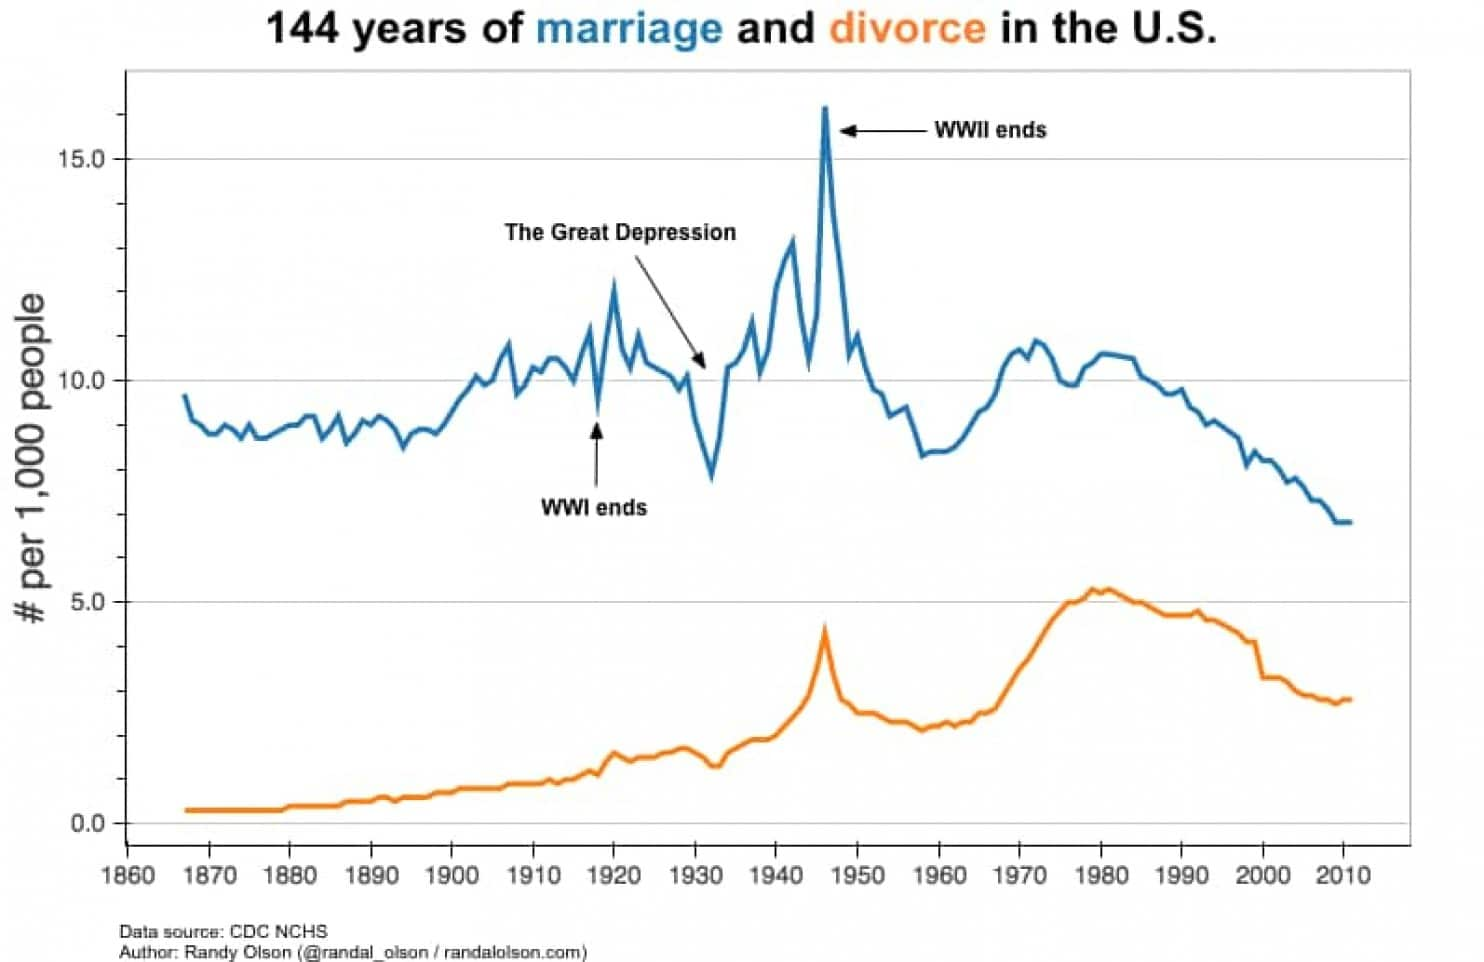 144 years of marriage and divorce in the U.S.
WWII ends
15.0
The Great Depression
# per 1,000 people
10.0
WWI ends
5.0
0.0
1860 1870 1880 1890 1900 1910 1920 1930 1940 1950 1960 1970 1980 1990 2000 2010
Data source: CDC NCHS
Author: Randy Olson (@randal_olson / randalolson.com)